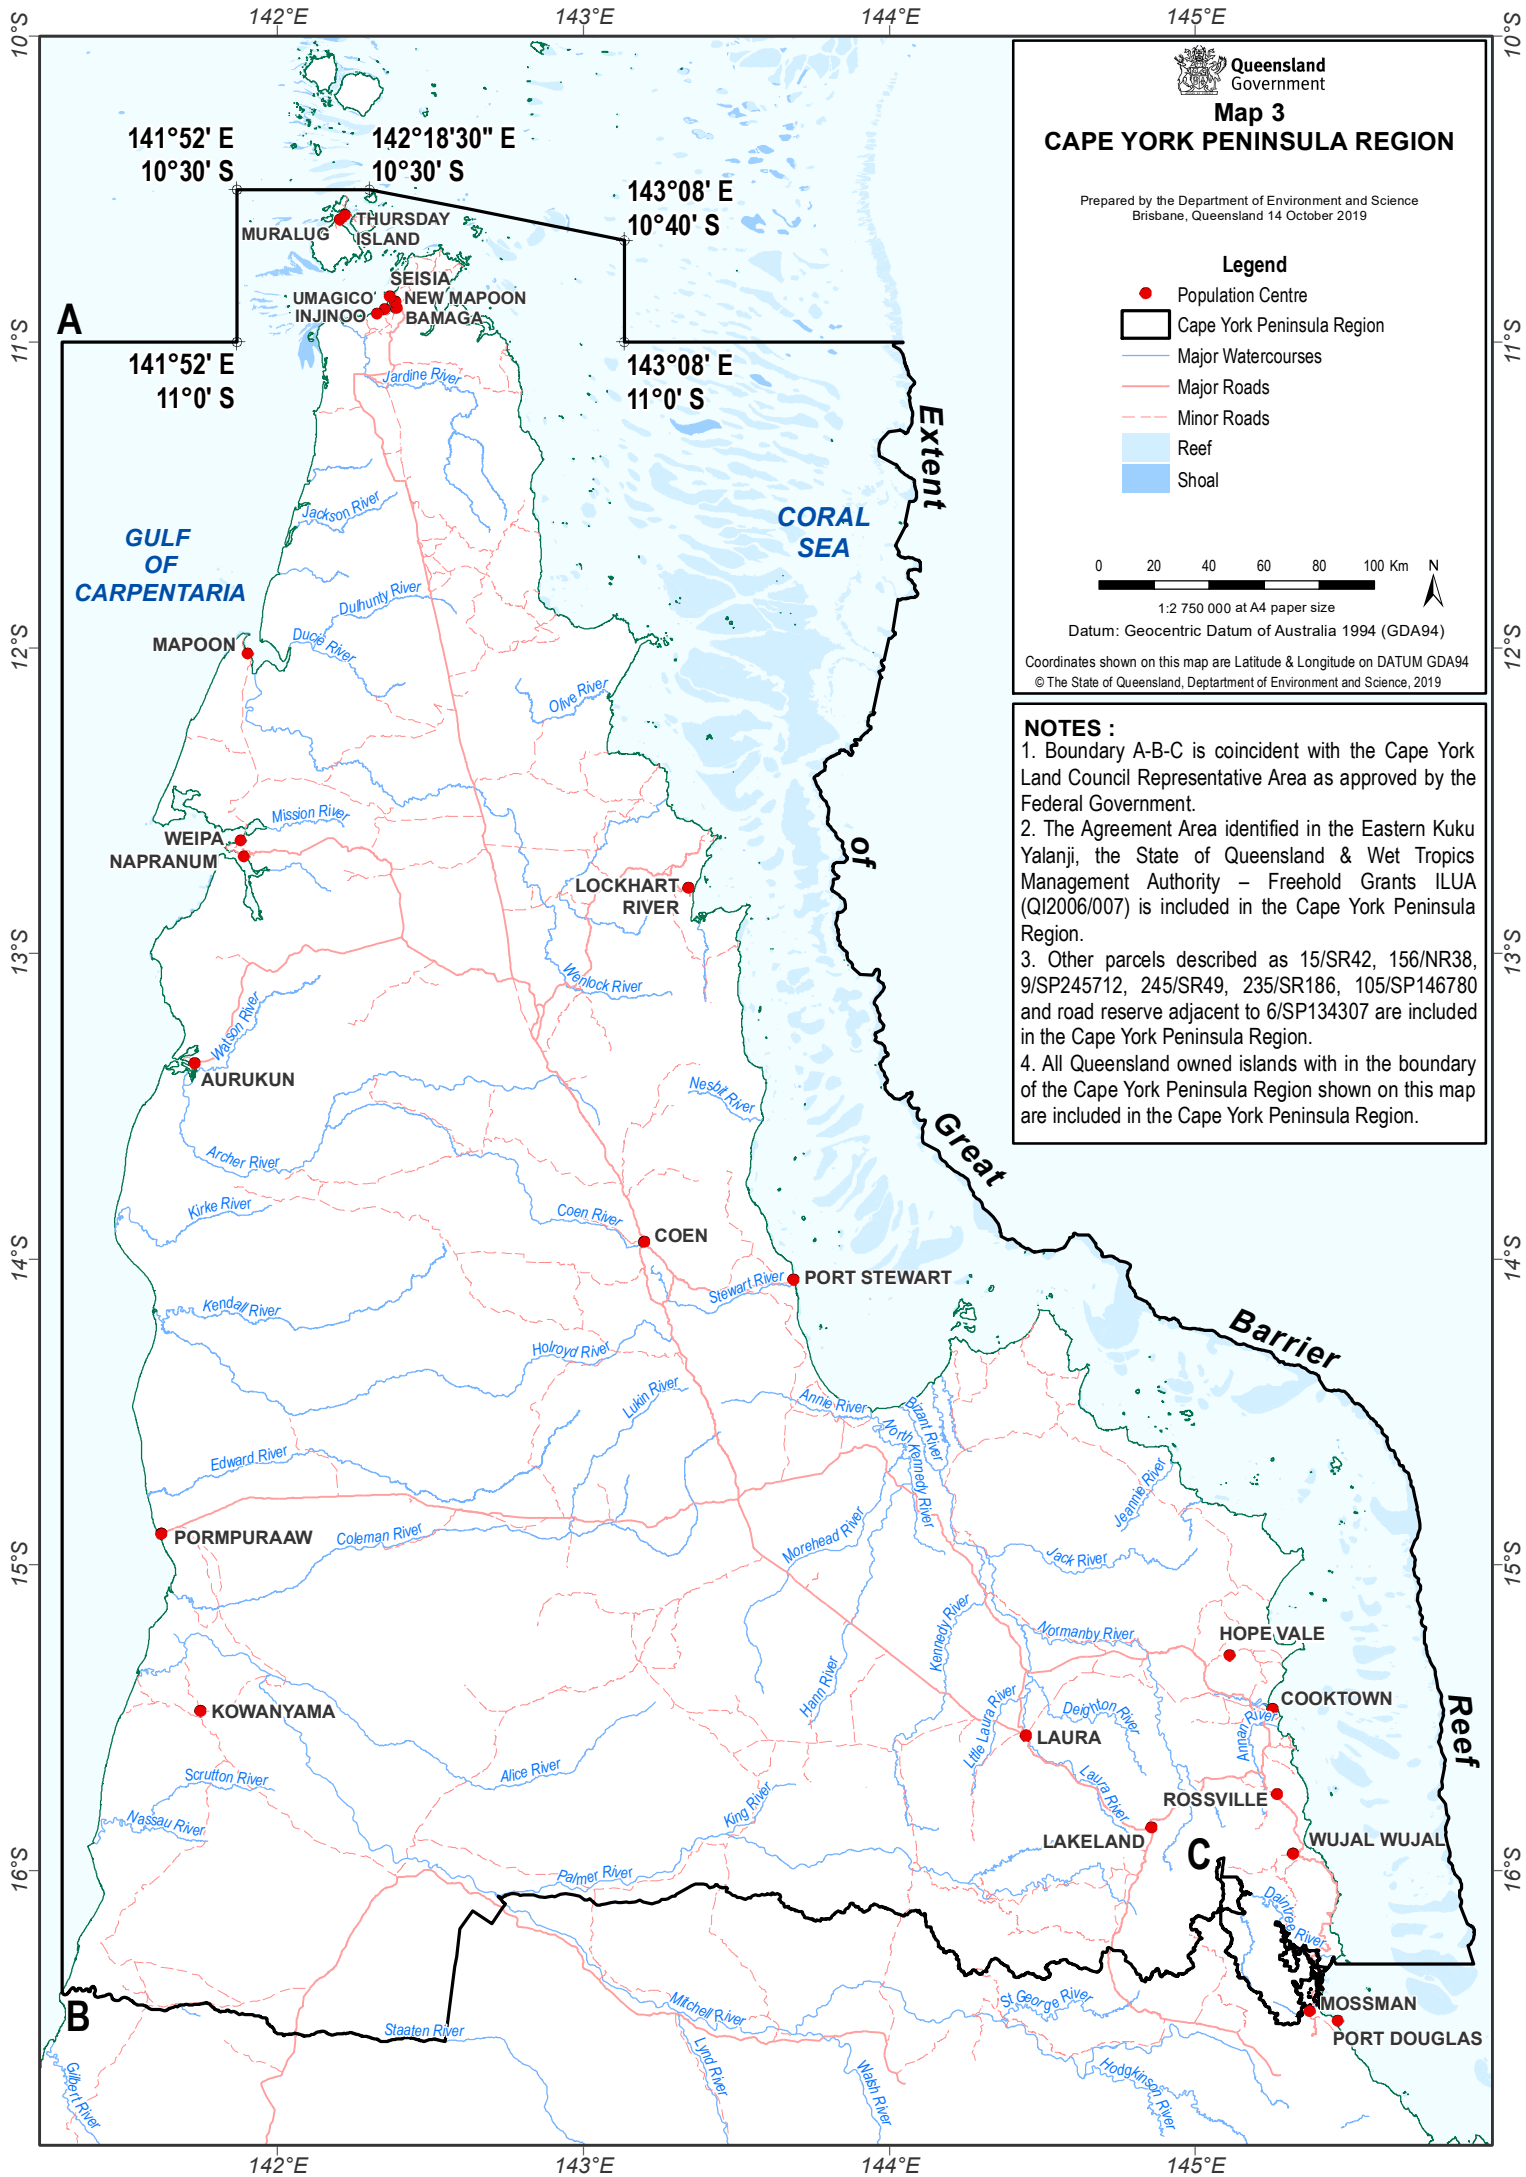 142°E
143°E
144°E
145°E
10°S
10°S
Queensland
Government
Map 3
CAPE YORK PENINSULA REGION
Prepared by the Department of Environment and Science
Brisbane, Queensland 14 October 2019
Legend
Population Centre
Cape York Peninsula Region
Major Watercourses
Major Roads
Minor Roads
Reef
Shoal
0 20 40 60 80 100 Km
N
1:2 750 000 at A4 paper size
Datum: Geocentric Datum of Australia 1994 (GDA94)
Coordinates shown on this map are Latitude & Longitude on DATUM GDA94
© The State of Queensland, Deptartment of Environment and Science, 2019
NOTES :
1. Boundary A-B-C is coincident with the Cape York
Land Council Representative Area as approved by the
Federal Government.
2. The Agreement Area identified in the Eastern Kuku
Yalanji, the State of Queensland & Wet Tropics
Management Authority – Freehold Grants ILUA
(QI2006/007) is included in the Cape York Peninsula
Region.
3. Other parcels described as 15/SR42, 156/NR38,
9/SP245712, 245/SR49, 235/SR186, 105/SP146780
and road reserve adjacent to 6/SP134307 are included
in the Cape York Peninsula Region.
4. All Queensland owned islands with in the boundary
of the Cape York Peninsula Region shown on this map
are included in the Cape York Peninsula Region.
141°52' E
10°30' S
142°18'30" E
10°30' S
143°08' E
10°40' S
MURALUG
THURSDAY
ISLAND
SEISIA
UMAGICO
NEW MAPOON
INJINOO
BAMAGA
A
11°S
11°S
141°52' E
11°0' S
143°08' E
11°0' S
Jardine River
Extent
Jackson River
CORAL
SEA
GULF
OF
CARPENTARIA
Dulhunty River
Ducie River
MAPOON
12°S
12°S
Olive River
Mission River
WEIPA
NAPRANUM
of
LOCKHART
RIVER
13°S
13°S
Wenlock River
Watson River
AURUKUN
Nesbit River
Great
Archer River
Kirke River
Coen River
COEN
14°S
14°S
PORT STEWART
Stewart River
Kendall River
Barrier
Holroyd River
Lukin River
Annie River
Bizant River
North Kennedy River
Edward River
Jeannie River
PORMPURAAW
Coleman River
Morehead River
Jack River
15°S
15°S
Kennedy River
Normanby River
HOPE VALE
Hann River
Little Laura River
Deighton River
COOKTOWN
Annan River
KOWANYAMA
LAURA
Reef
Alice River
Scrutton River
Laura River
ROSSVILLE
Nassau River
King River
LAKELAND
WUJAL WUJAL
C
16°S
16°S
Palmer River
Daintree River
B
Mitchell River
St George River
MOSSMAN
Staaten River
PORT DOUGLAS
Gilbert River
Lynd River
Walsh River
Hodgkinson River
142°E
143°E
144°E
145°E